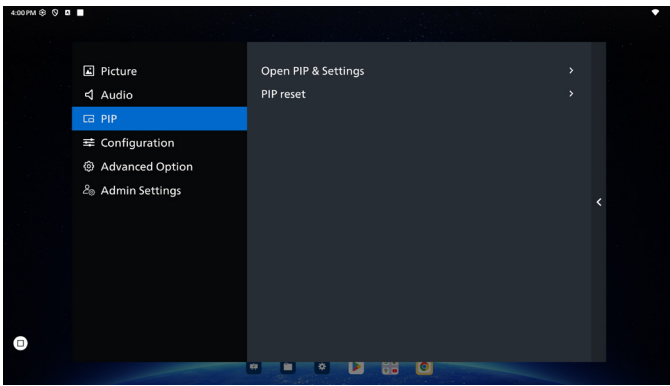 4:00 PM
Picture
Audio
PIP
Configuration
Advanced Option
Admin Settings
Open PIP & Settings
PIP reset